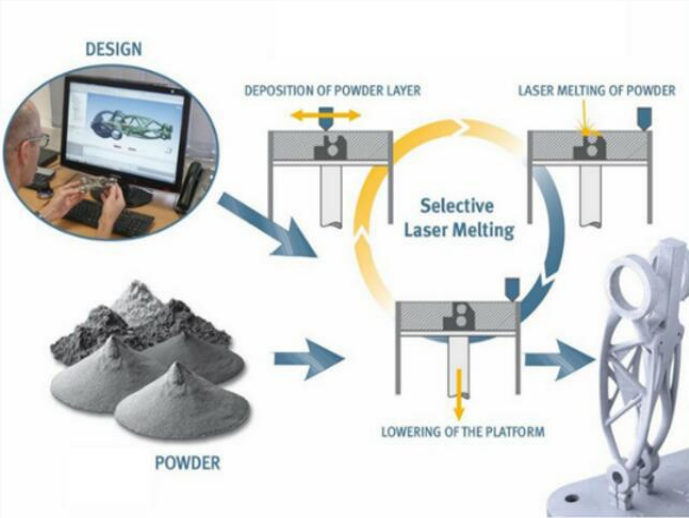 DESIGN
DEPOSITION OF POWDER LAYER
LASER MELTING OF POWDER
Selective
Laser Melting
LOWERING OF THE PLATFORM
POWDER